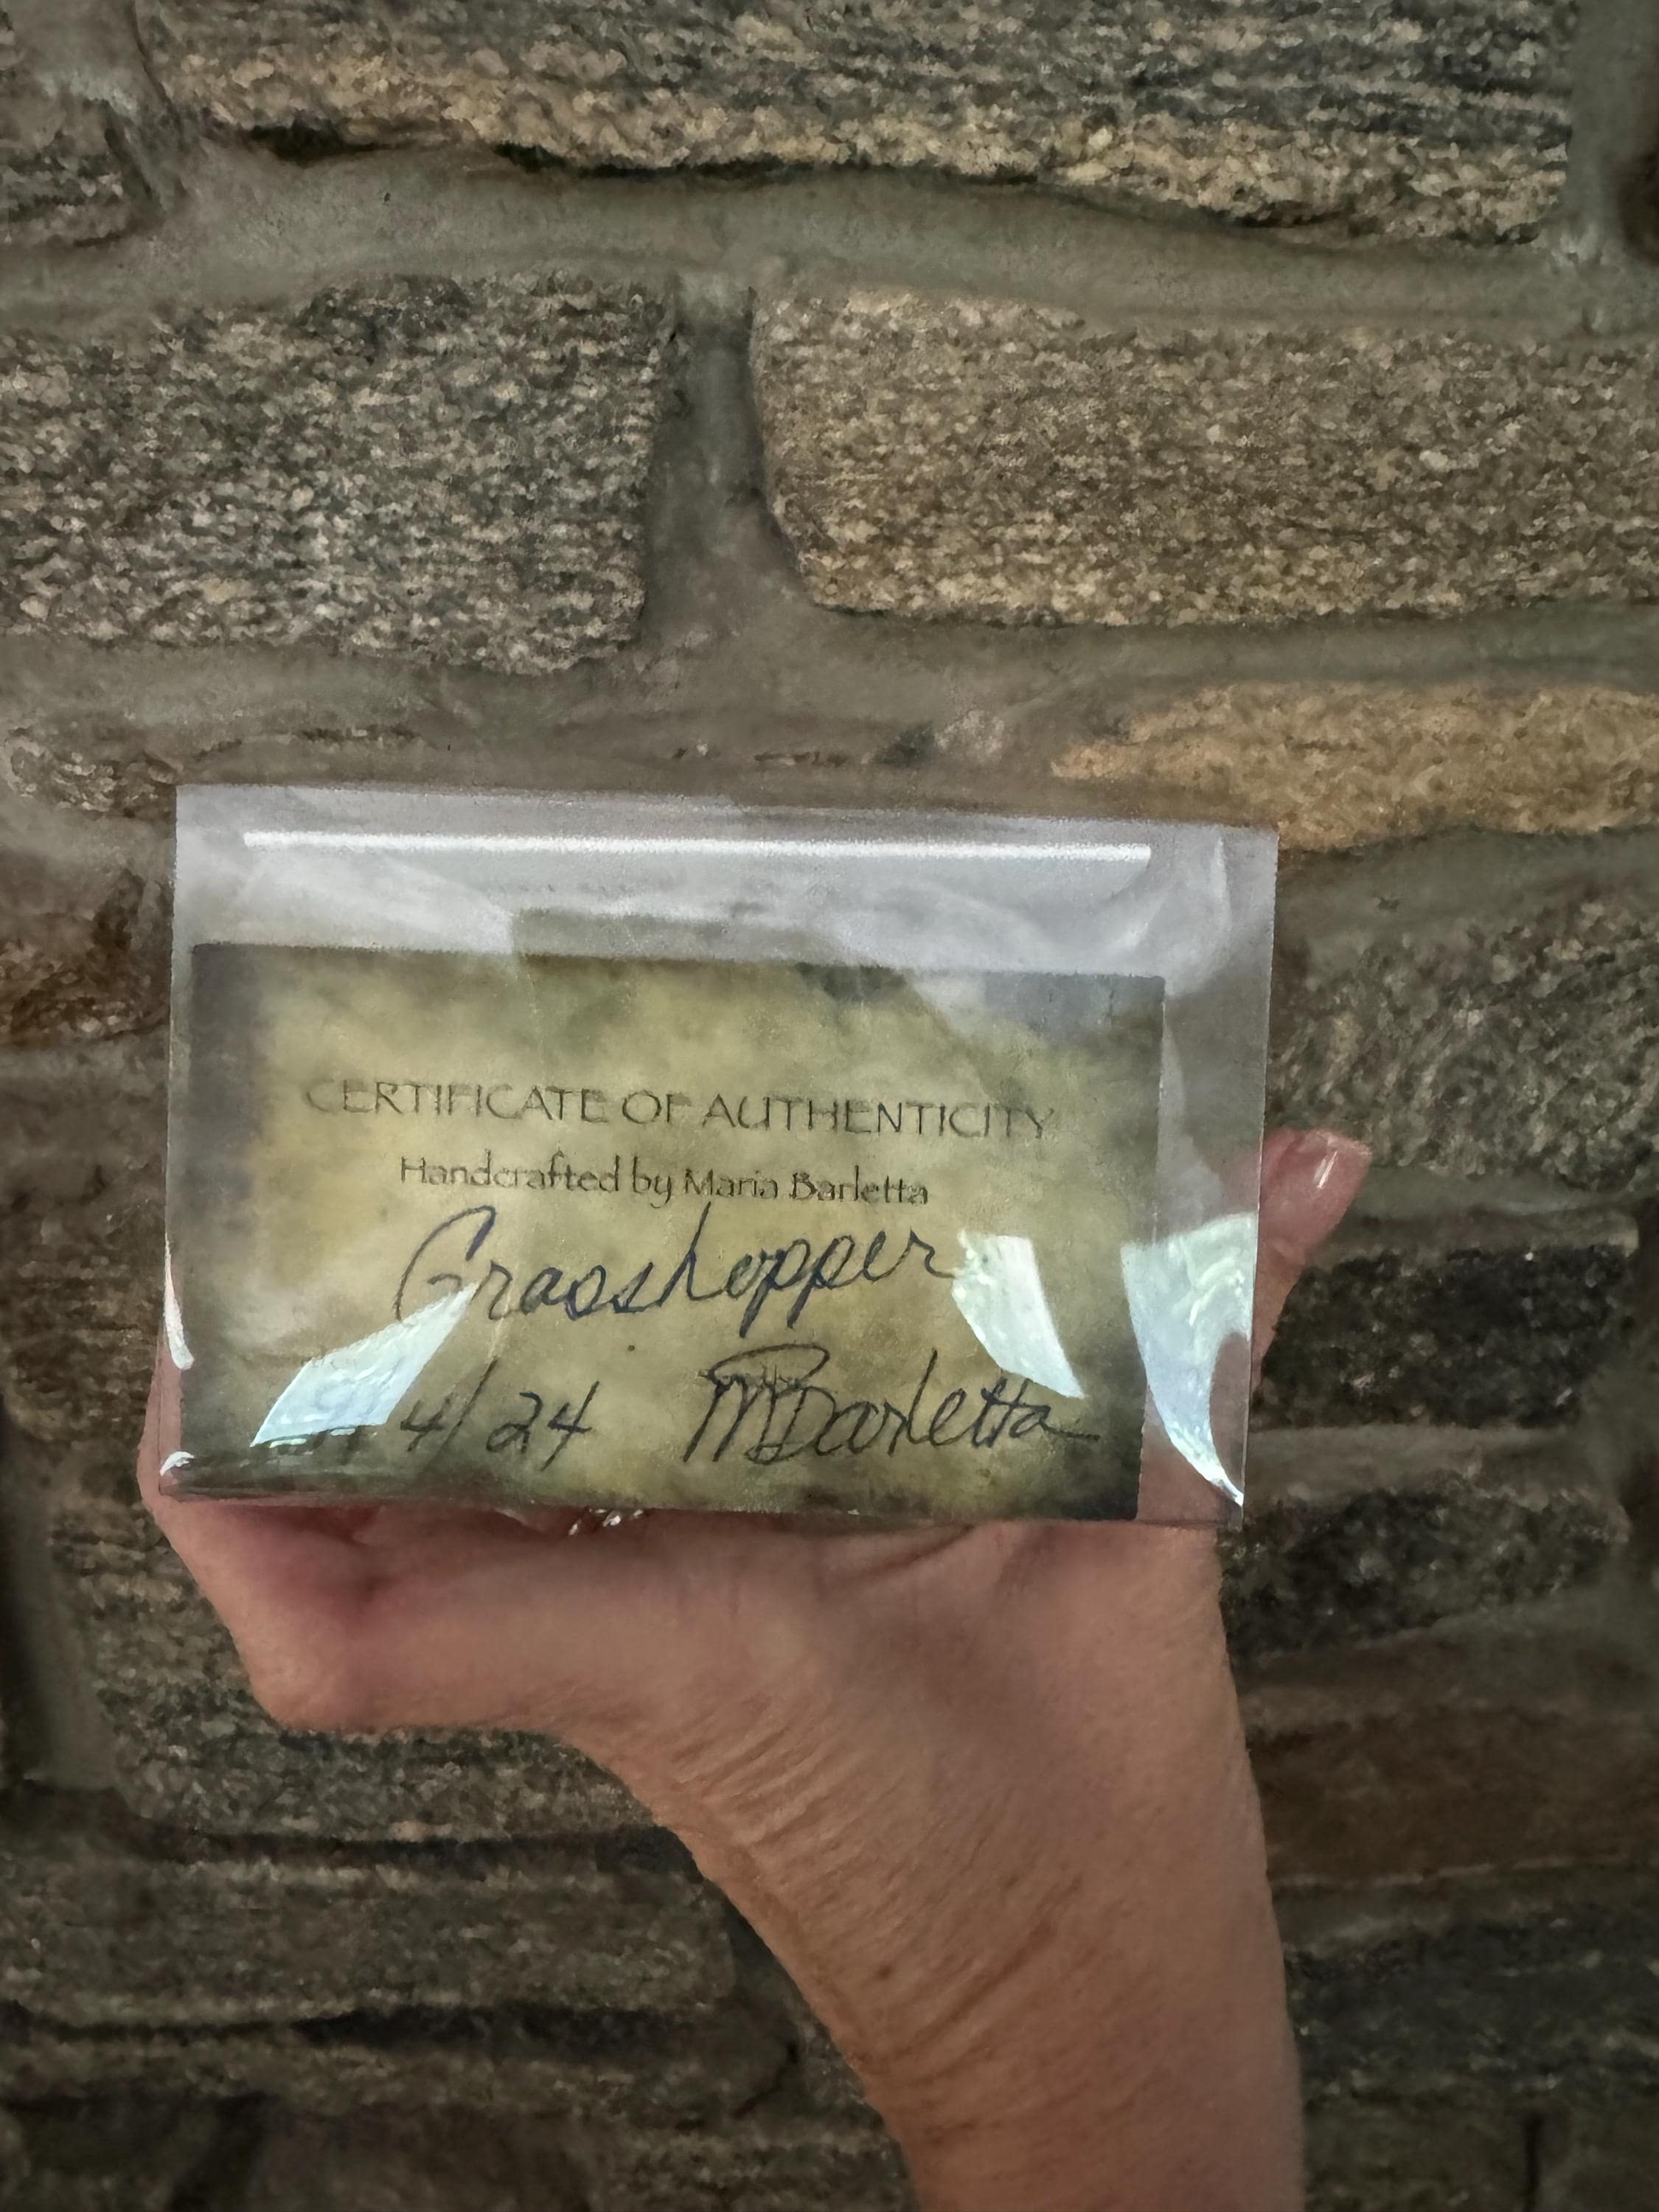 CERTIFICATE OF AUTHENTICITY
Handcrafted by Maria Barletta
Grasshopper
4/24 MBarletta